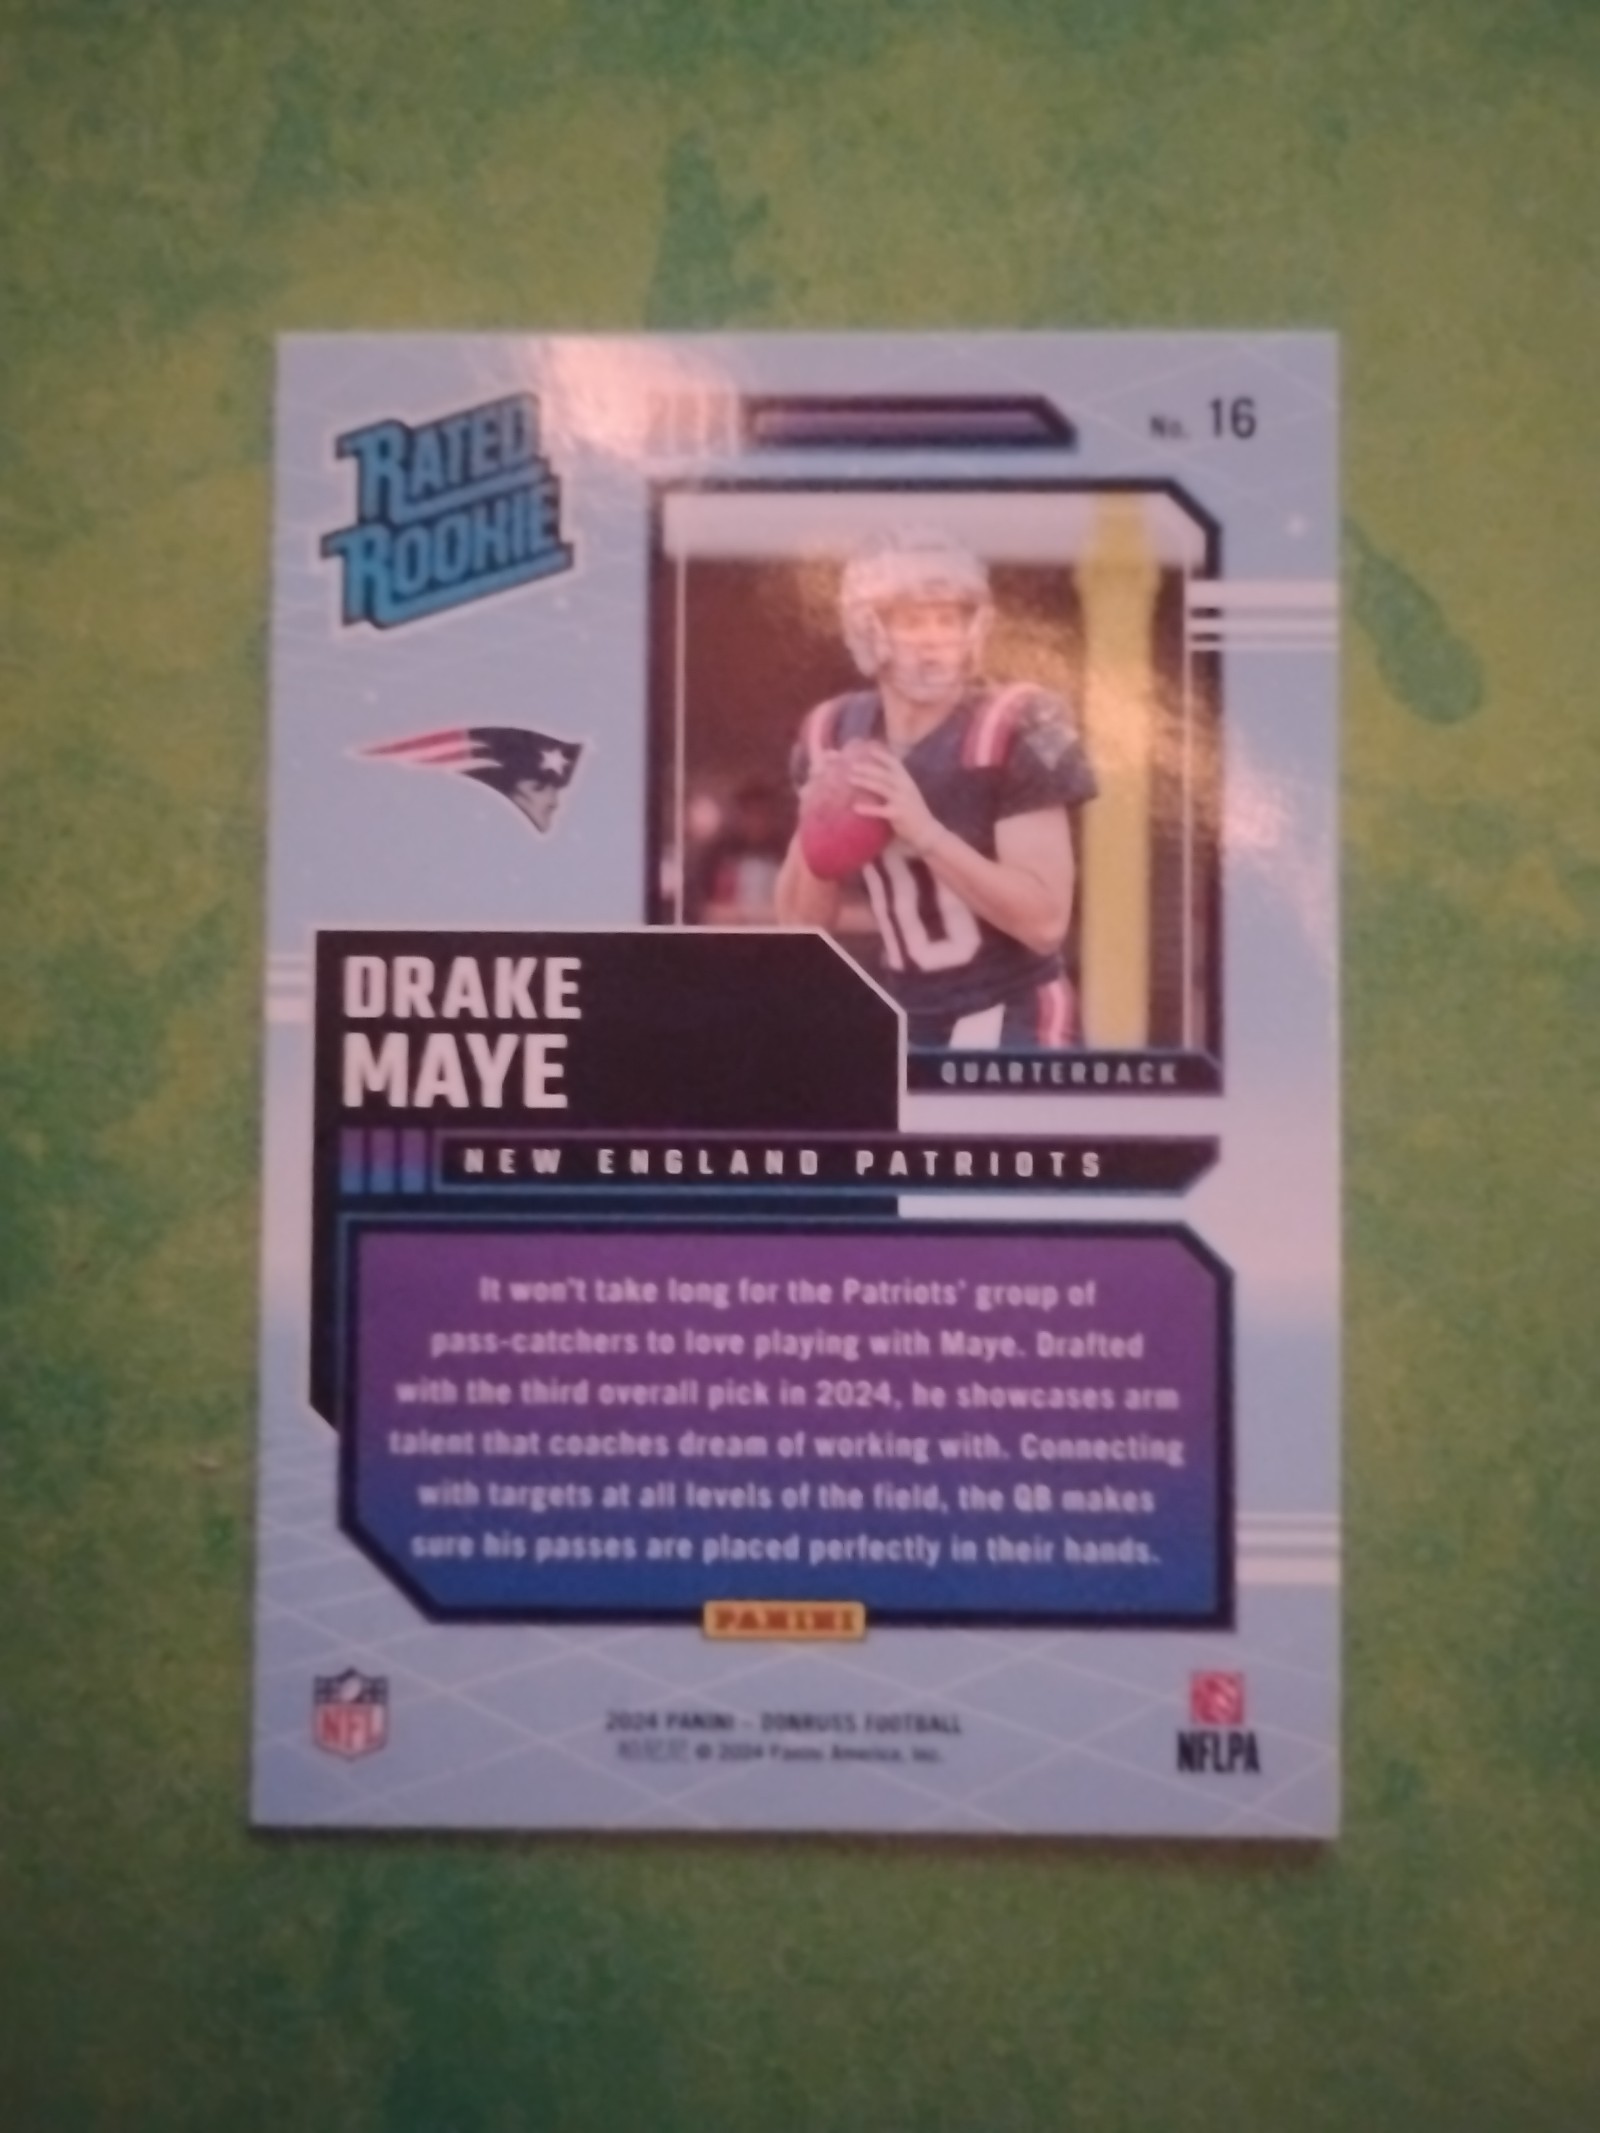 RATED
ROOKIE
No. 16
10
DRAKE
MAYE
QUARTERBACK
NEW ENGLAND PATRIOTS
It won't take long for the Patriots' group of
pass-catchers to love playing with Maye. Drafted
with the third overall pick in 2024, he showcases arm
talent that coaches dream of working with. Connecting
with targets at all levels of the field, the QB makes
sure his passes are placed perfectly in their hands.
PANINI
NFL
2024 PANINI - DONRUSS FOOTBALL
© 2024 Panini America, Inc.
NFLPA